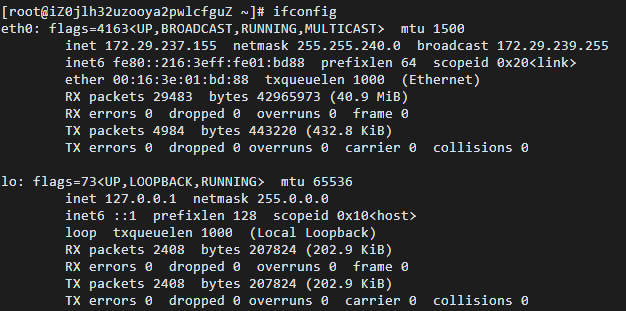 [root@iZ0jlh32uzooya2pwlcfguZ ~]# ifconfig
eth0: flags=4163<UP,BROADCAST,RUNNING,MULTICAST>  mtu 1500
        inet 172.29.237.155  netmask 255.255.240.0  broadcast 172.29.239.255
        inet6 fe80::216:3eff:fe01:bd88  prefixlen 64  scopeid 0x20<link>
        ether 00:16:3e:01:bd:88  txqueuelen 1000  (Ethernet)
        RX packets 29483  bytes 42965973 (40.9 MiB)
        RX errors 0  dropped 0  overruns 0  frame 0
        TX packets 4984  bytes 443220 (432.8 KiB)
        TX errors 0  dropped 0 overruns 0  carrier 0  collisions 0

lo: flags=73<UP,LOOPBACK,RUNNING>  mtu 65536
        inet 127.0.0.1  netmask 255.0.0.0
        inet6 ::1  prefixlen 128  scopeid 0x10<host>
        loop  txqueuelen 1000  (Local Loopback)
        RX packets 2408  bytes 207824 (202.9 KiB)
        RX errors 0  dropped 0  overruns 0  frame 0
        TX packets 2408  bytes 207824 (202.9 KiB)
        TX errors 0  dropped 0 overruns 0  carrier 0  collisions 0